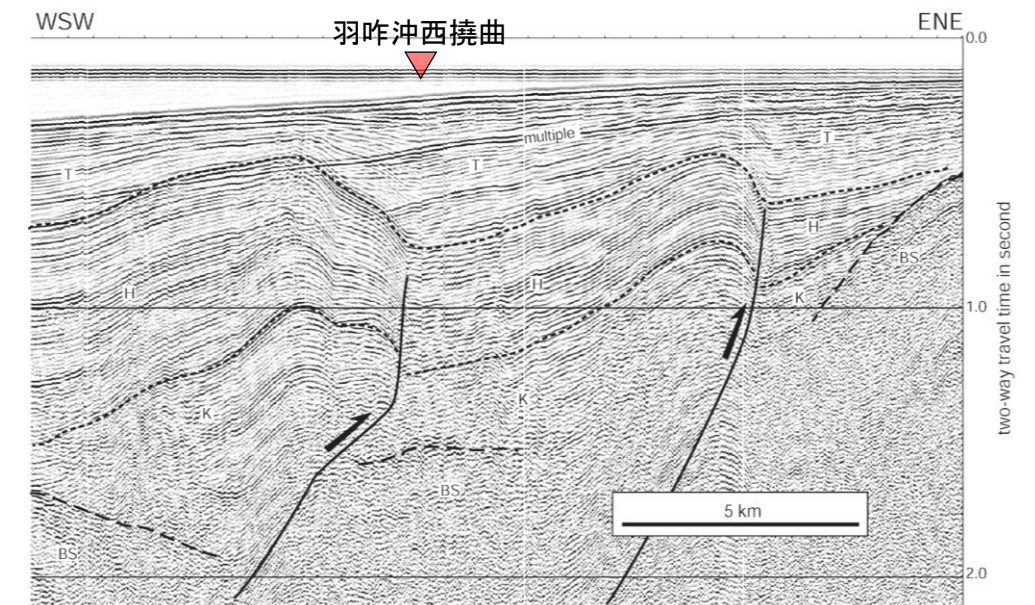 WSW
ENE
羽咋沖西撓曲
0.0
multiple
T
T
T
H
BS
H
H
K
1.0
K
K
BS
5 km
BS
2.0
two-way travel time in second